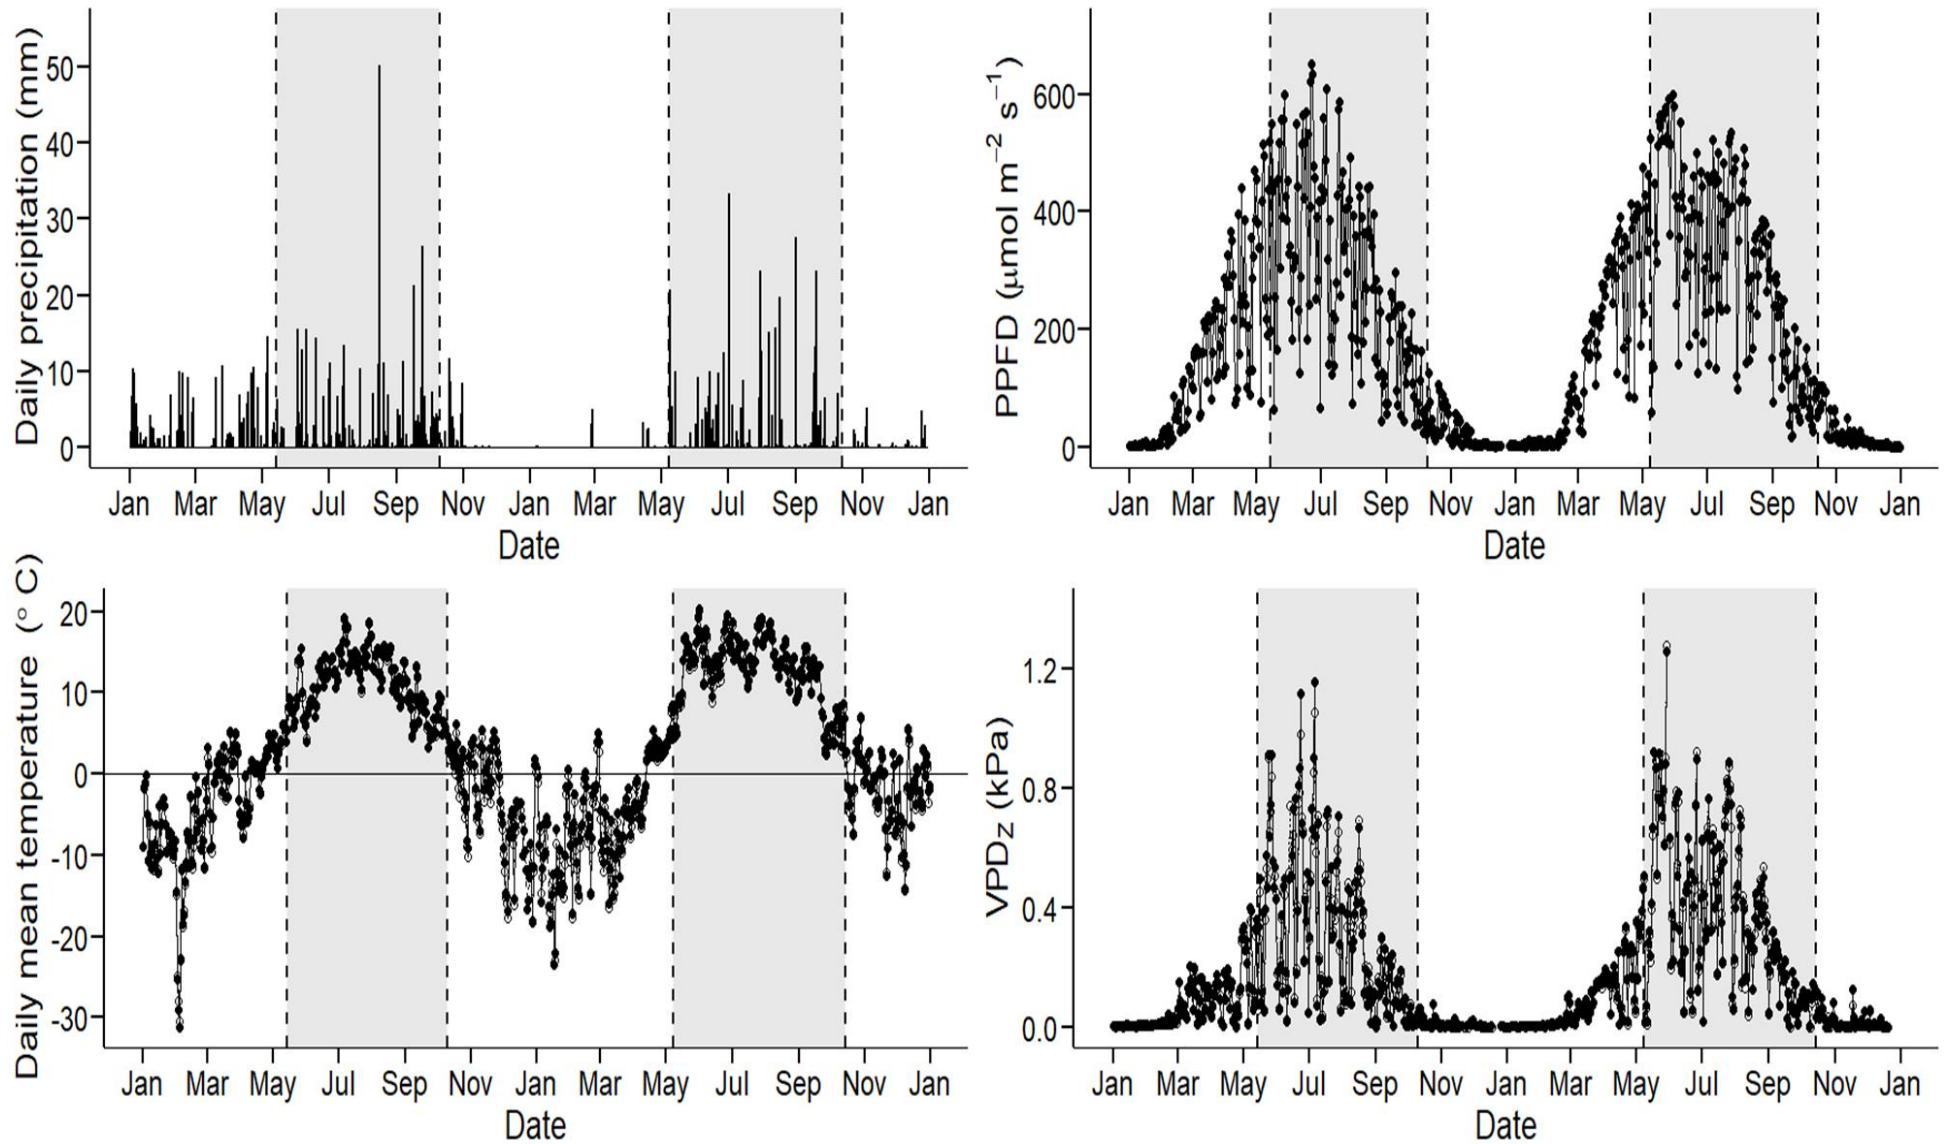 Daily precipitation (mm)
50
40
30
20
10
0
Jan Mar May Jul Sep Nov Jan Mar May Jul Sep Nov Jan
Date
PPFD (μmol m⁻² s⁻¹)
600
400
200
0
Jan Mar May Jul Sep Nov Jan Mar May Jul Sep Nov Jan
Date
Daily mean temperature (° C)
20
10
0
-10
-20
-30
Jan Mar May Jul Sep Nov Jan Mar May Jul Sep Nov Jan
Date
VPDz (kPa)
1.2
0.8
0.4
0.0
Jan Mar May Jul Sep Nov Jan Mar May Jul Sep Nov Jan
Date